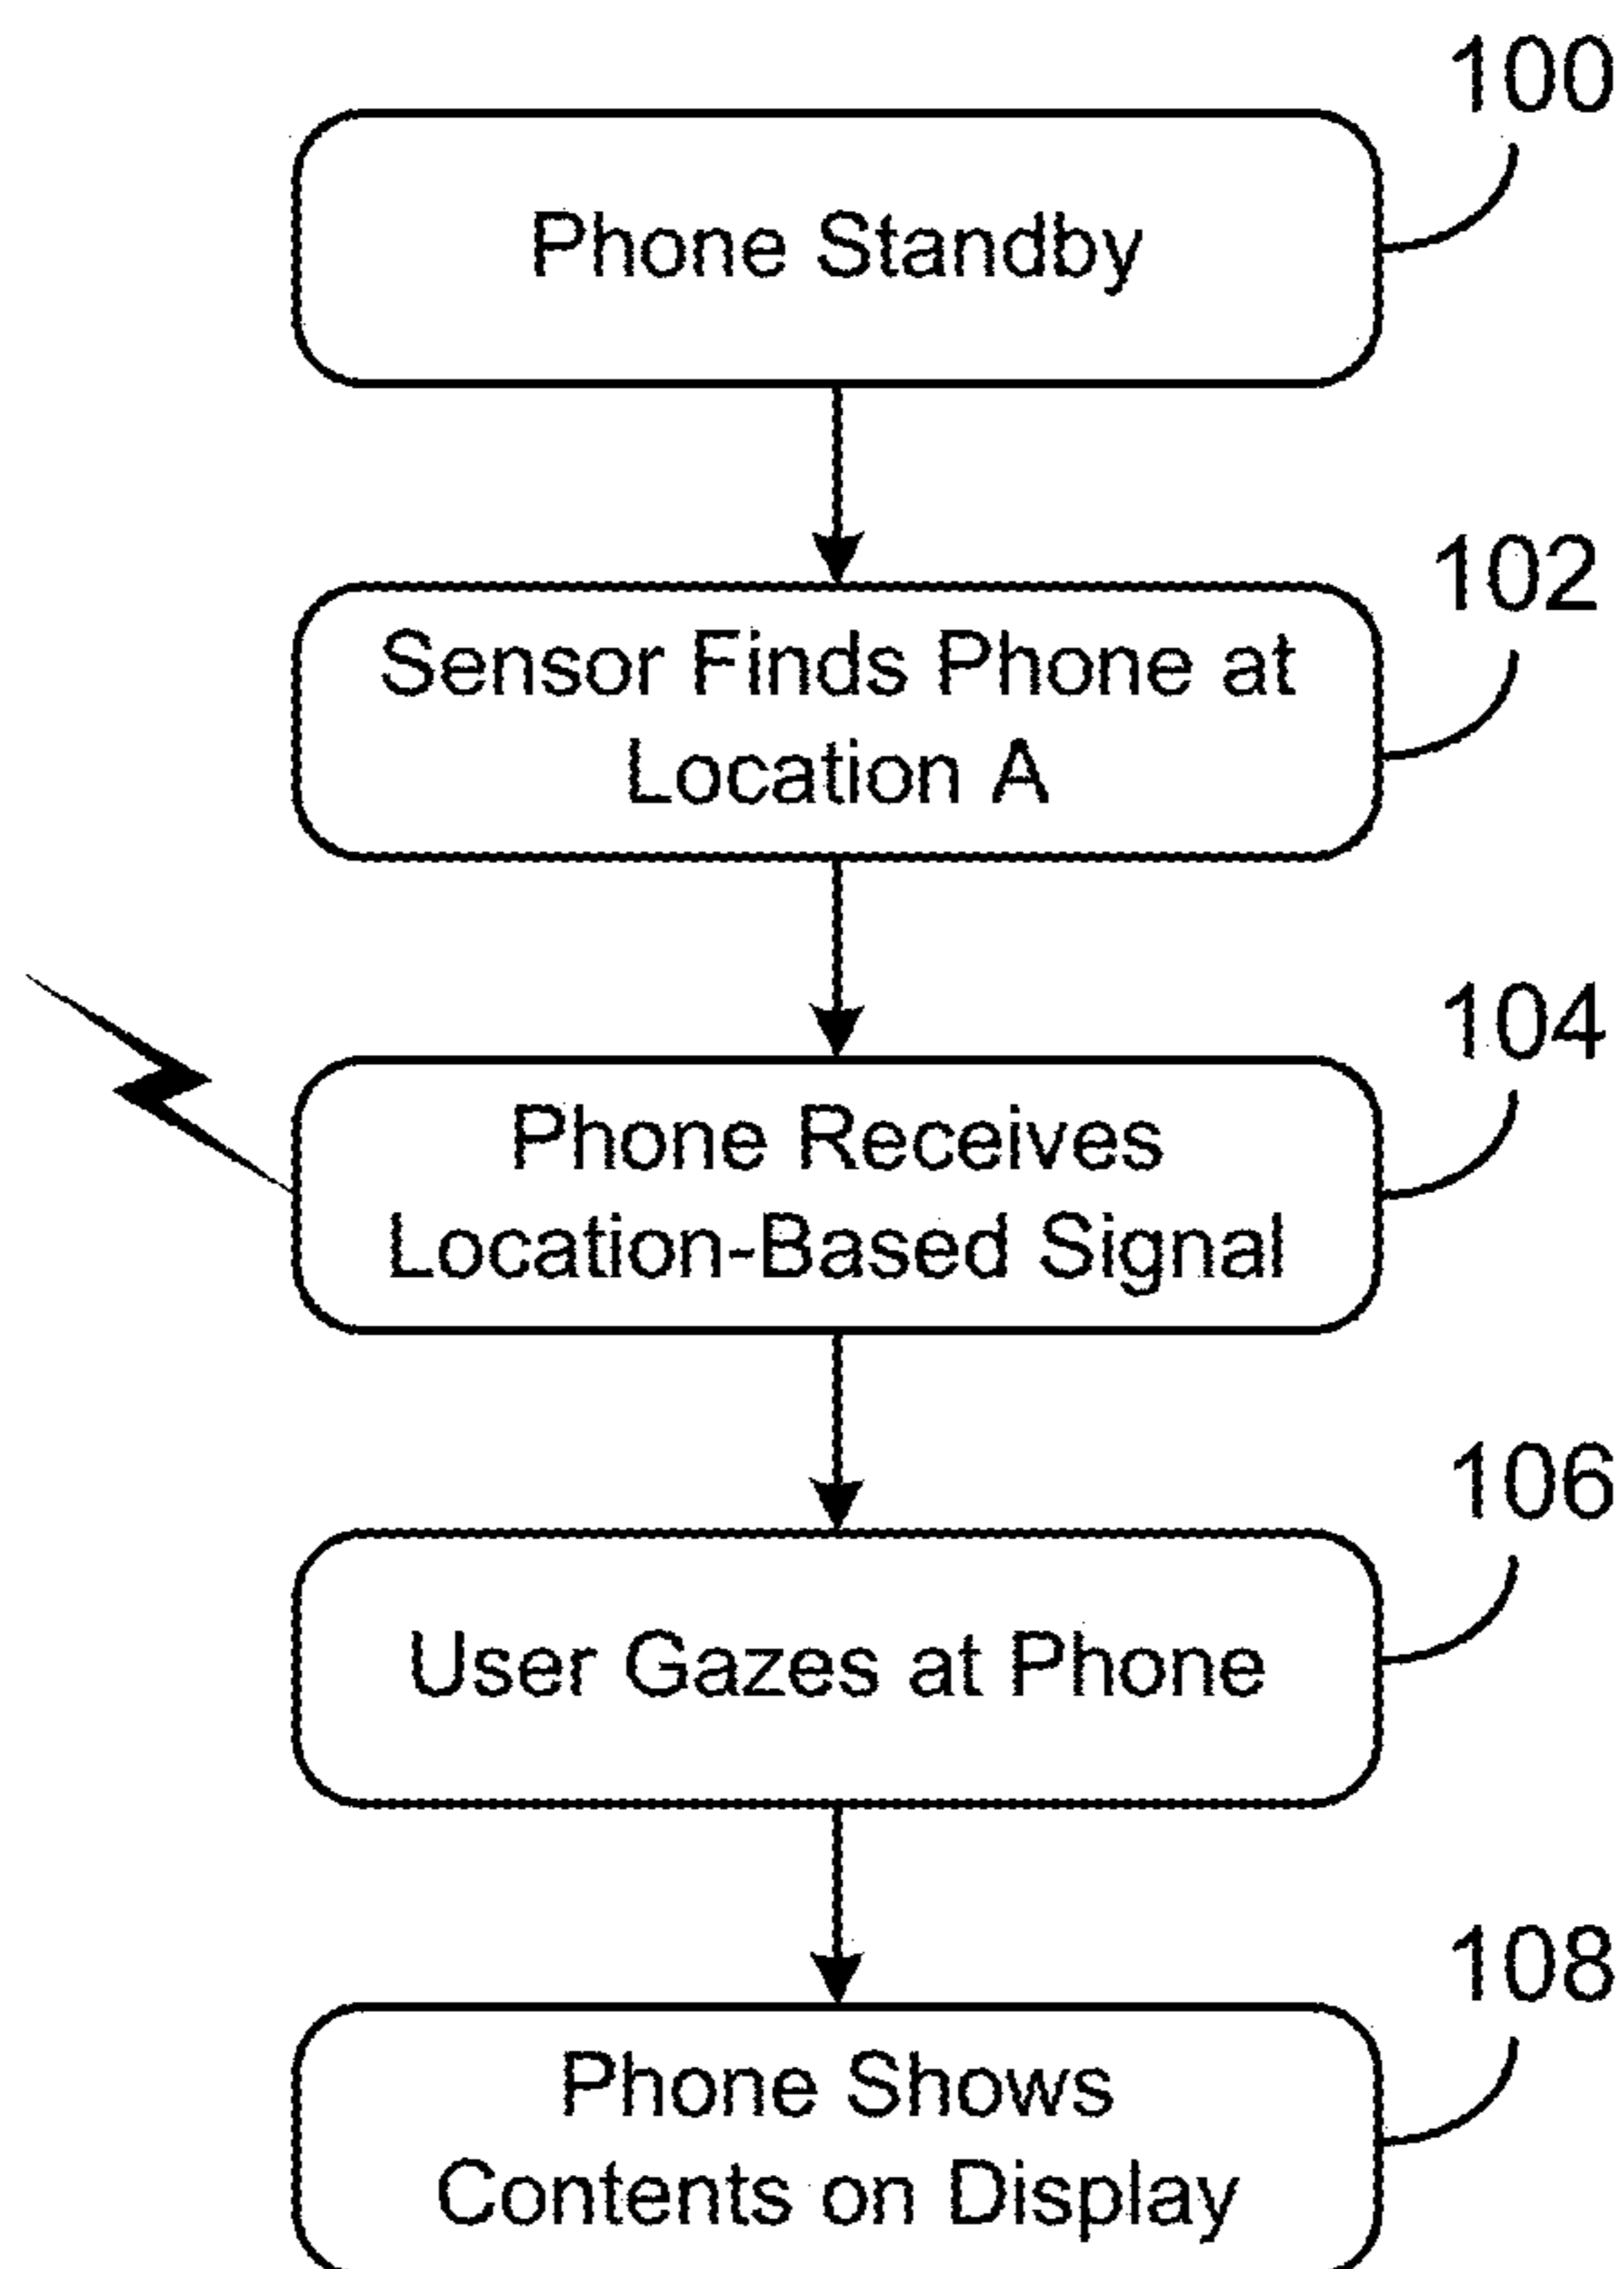 100
Phone Standby
102
Sensor Finds Phone at
Location A
104
Phone Receives
Location-Based Signal
106
User Gazes at Phone
108
Phone Shows
Contents on Display